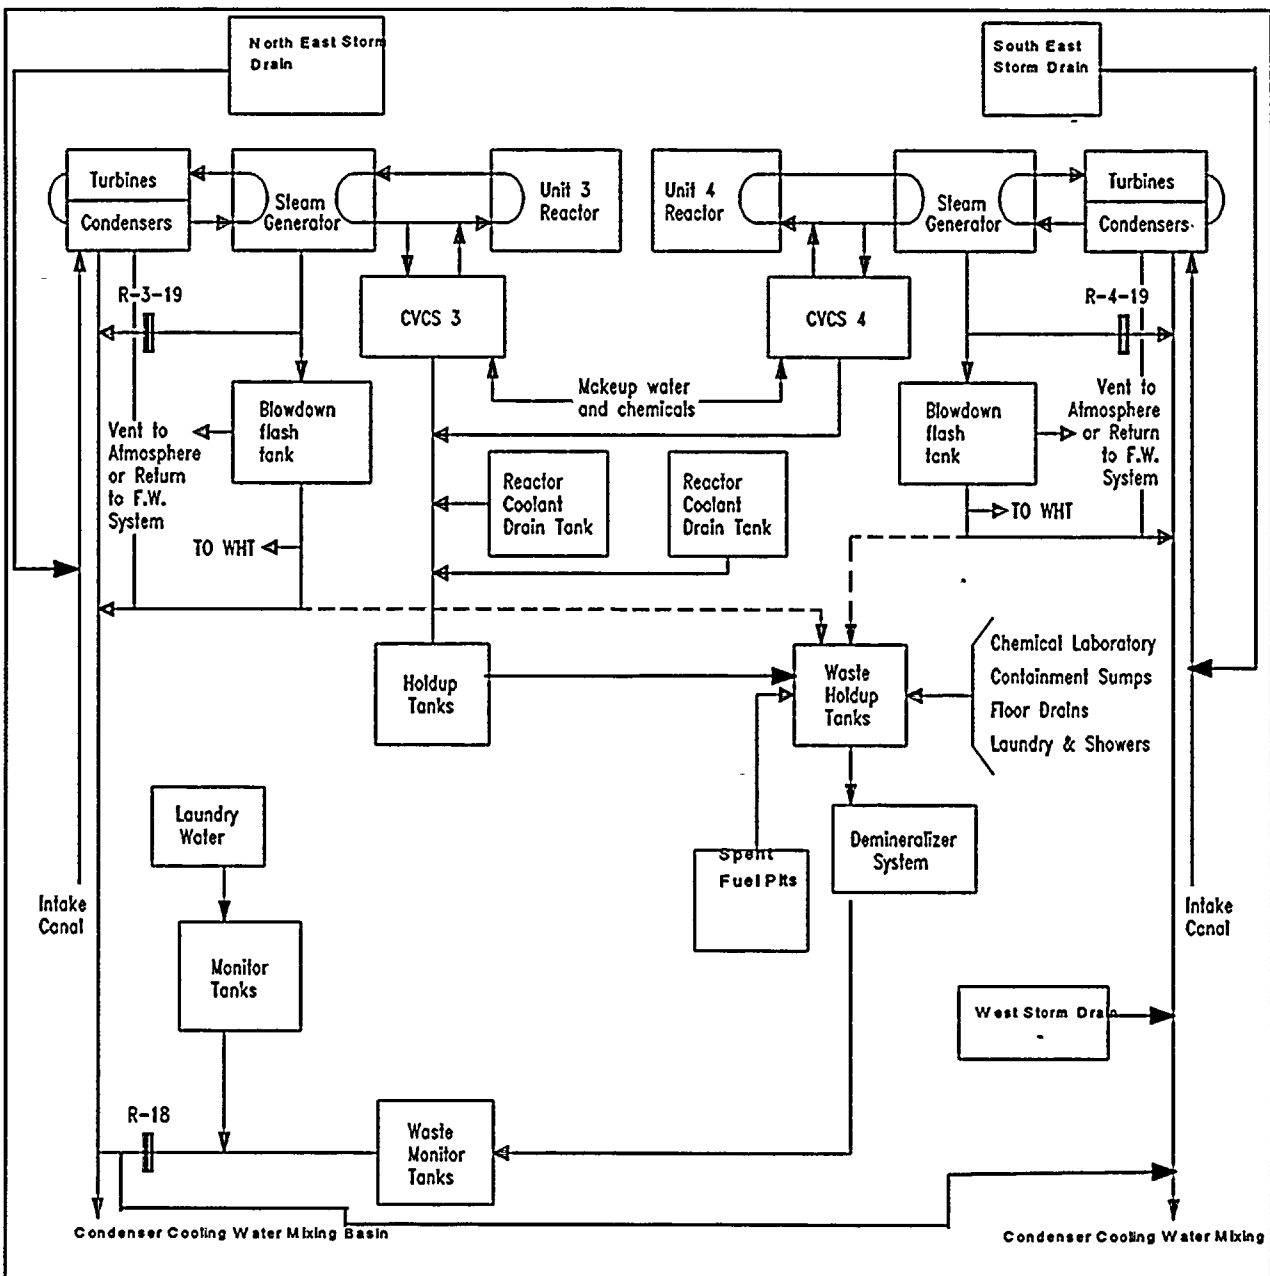 North East Storm
Drain
South East
Storm Drain
Turbines
Condensers
Steam
Generator
Unit 3
Reactor
Unit 4
Reactor
Steam
Generator
Turbines
Condensers
R-3-19
CVCS 3
CVCS 4
R-4-19
Makeup water
and chemicals
Blowdown
flash
tank
Vent to
Atmosphere
or Return
to F.W.
System
Blowdown
flash
tank
Vent to
Atmosphere
or Return
to F.W.
System
Reactor
Coolant
Drain Tank
Reactor
Coolant
Drain Tank
TO WHT
TO WHT
Holdup
Tanks
Waste
Holdup
Tanks
Chemical Laboratory
Containment Sumps
Floor Drains
Laundry & Showers
Laundry
Water
Spent
Fuel Pits
Demineralizer
System
Intake
Canal
Intake
Canal
Monitor
Tanks
West Storm Drain
R-18
Waste
Monitor
Tanks
Condenser Cooling Water Mixing Basin
Condenser Cooling Water Mixing